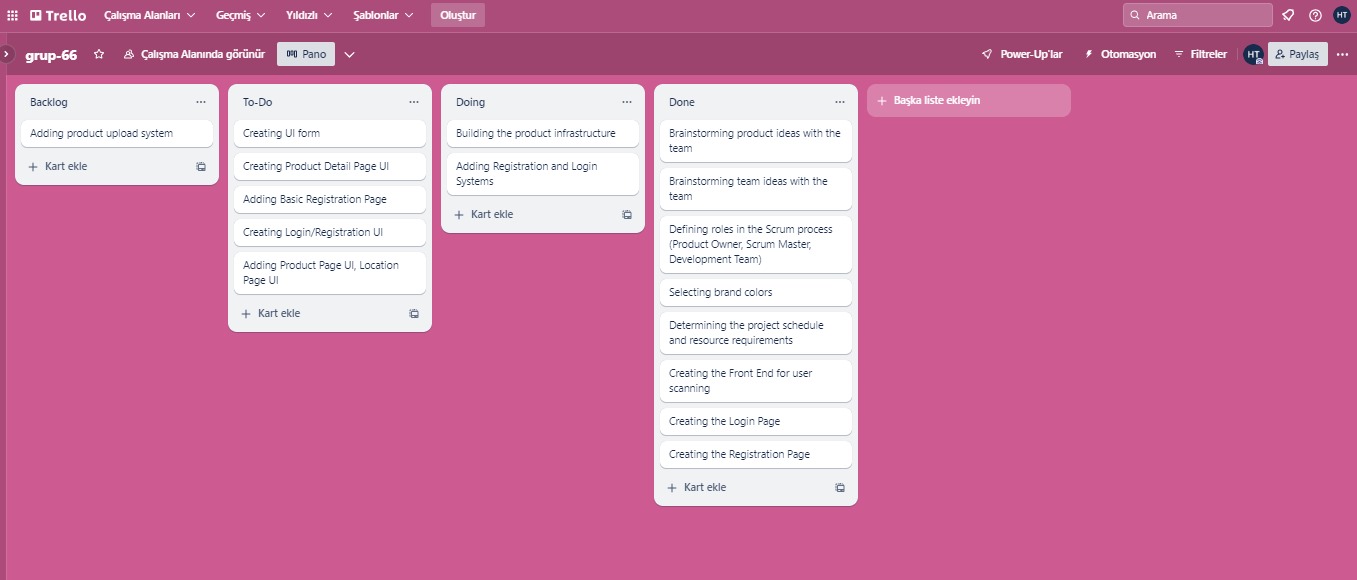 Trello
Çalışma Alanları
Geçmiş
Yıldızlı
Şablonlar
Oluştur
Arama
HT
grup-66
Çalışma Alanında görünür
Pano
Power-Up'lar
Otomasyon
Filtreler
HT
Paylaş
Backlog
Adding product upload system
Kart ekle
To-Do
Creating UI form
Creating Product Detail Page UI
Adding Basic Registration Page
Creating Login/Registration UI
Adding Product Page UI, Location
Page UI
Kart ekle
Doing
Building the product infrastructure
Adding Registration and Login
Systems
Kart ekle
Done
Brainstorming product ideas with the
team
Brainstorming team ideas with the
team
Defining roles in the Scrum process
(Product Owner, Scrum Master,
Development Team)
Selecting brand colors
Determining the project schedule
and resource requirements
Creating the Front End for user
scanning
Creating the Login Page
Creating the Registration Page
Kart ekle
Başka liste ekleyin